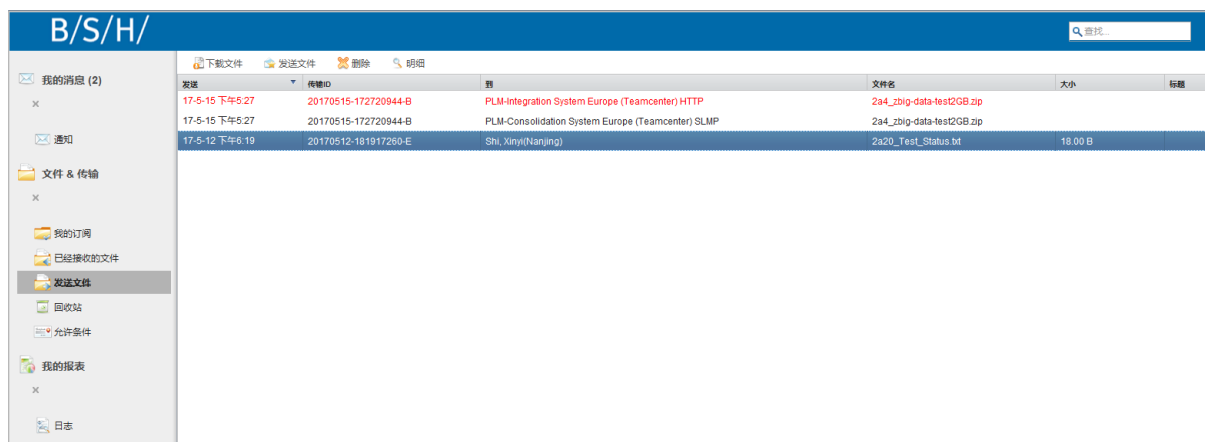 B/S/H/
查找...
下载文件 发送文件 删除 明细
我的消息 (2)
通知
文件 & 传输
我的订阅
已经接收的文件
发送文件
回收站
允许条件
我的报表
日志
发送 传输ID 到 文件名 大小 标题
17-5-15 下午5:27 20170515-172720944-B PLM-Integration System Europe (Teamcenter) HTTP 2a4_zbig-data-test2GB.zip
17-5-15 下午5:27 20170515-172720944-B PLM-Consolidation System Europe (Teamcenter) SLMP 2a4_zbig-data-test2GB.zip
17-5-12 下午6:19 20170512-181917260-E Shi, Xinyi(Nanjing) 2a20_Test_Status.txt 18.00 B